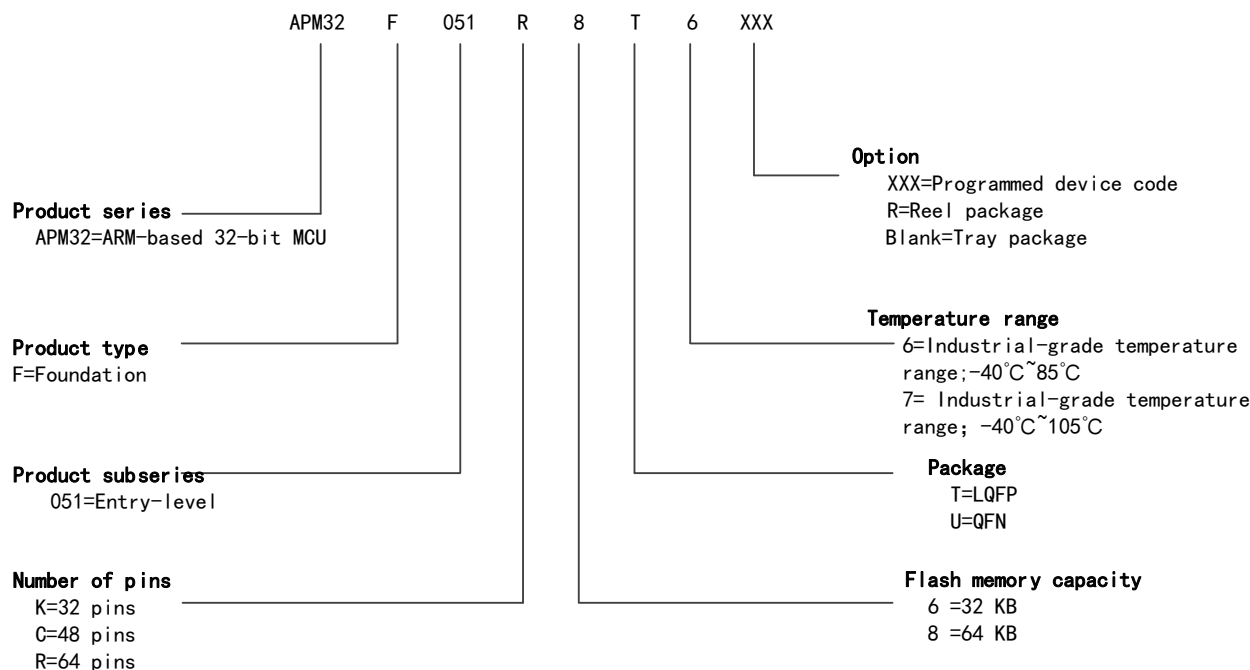 APM32 F 051 R 8 T 6 XXX
Option
XXX=Programmed device code
R=Reel package
Blank=Tray package
Product series
APM32=ARM-based 32-bit MCU
Temperature range
6=Industrial-grade temperature
range;-40℃~85℃
7= Industrial-grade temperature
range; -40℃~105℃
Product type
F=Foundation
Package
T=LQFP
U=QFN
Product subseries
051=Entry-level
Flash memory capacity
6 =32 KB
8 =64 KB
Number of pins
K=32 pins
C=48 pins
R=64 pins